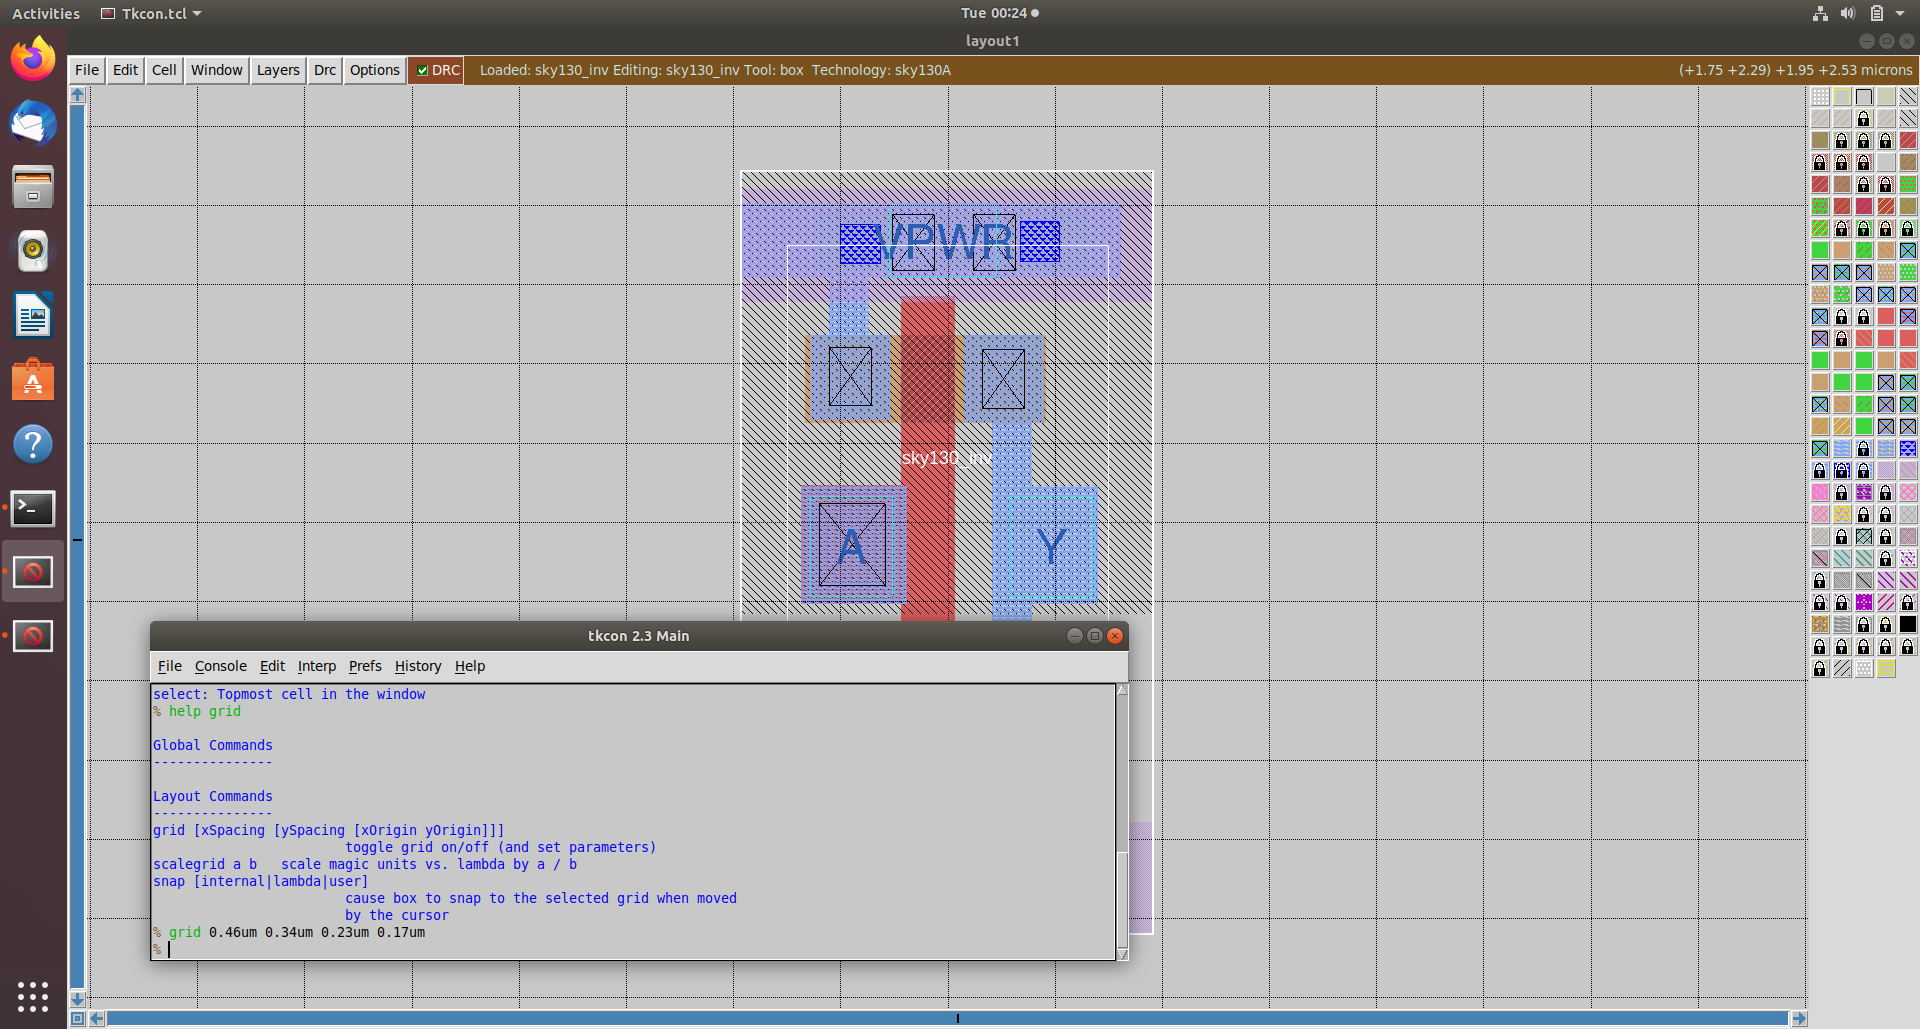 Activities Tkcon.tcl Tue 00:24
layout1
File Edit Cell Window Layers Drc Options DRC Loaded: sky130_inv Editing: sky130_inv Tool: box Technology: sky130A (+1.75 +2.29) +1.95 +2.53 microns
VPWR
sky130_inv
A Y
tkcon 2.3 Main
File Console Edit Interp Prefs History Help
select: Topmost cell in the window
% help grid
Global Commands
---------------
Layout Commands
---------------
grid [xSpacing [ySpacing [xOrigin yOrigin]]]
toggle grid on/off (and set parameters)
scalegrid a b scale magic units vs. lambda by a / b
snap [internal|lambda|user]
cause box to snap to the selected grid when moved
by the cursor
% grid 0.46um 0.34um 0.23um 0.17um
%